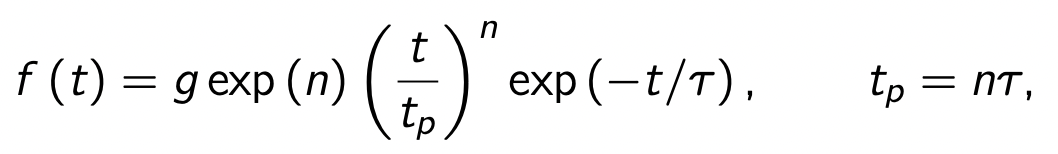 f (t) = g exp (n) (t/t_p)^n exp (−t/τ) , t_p = nτ,